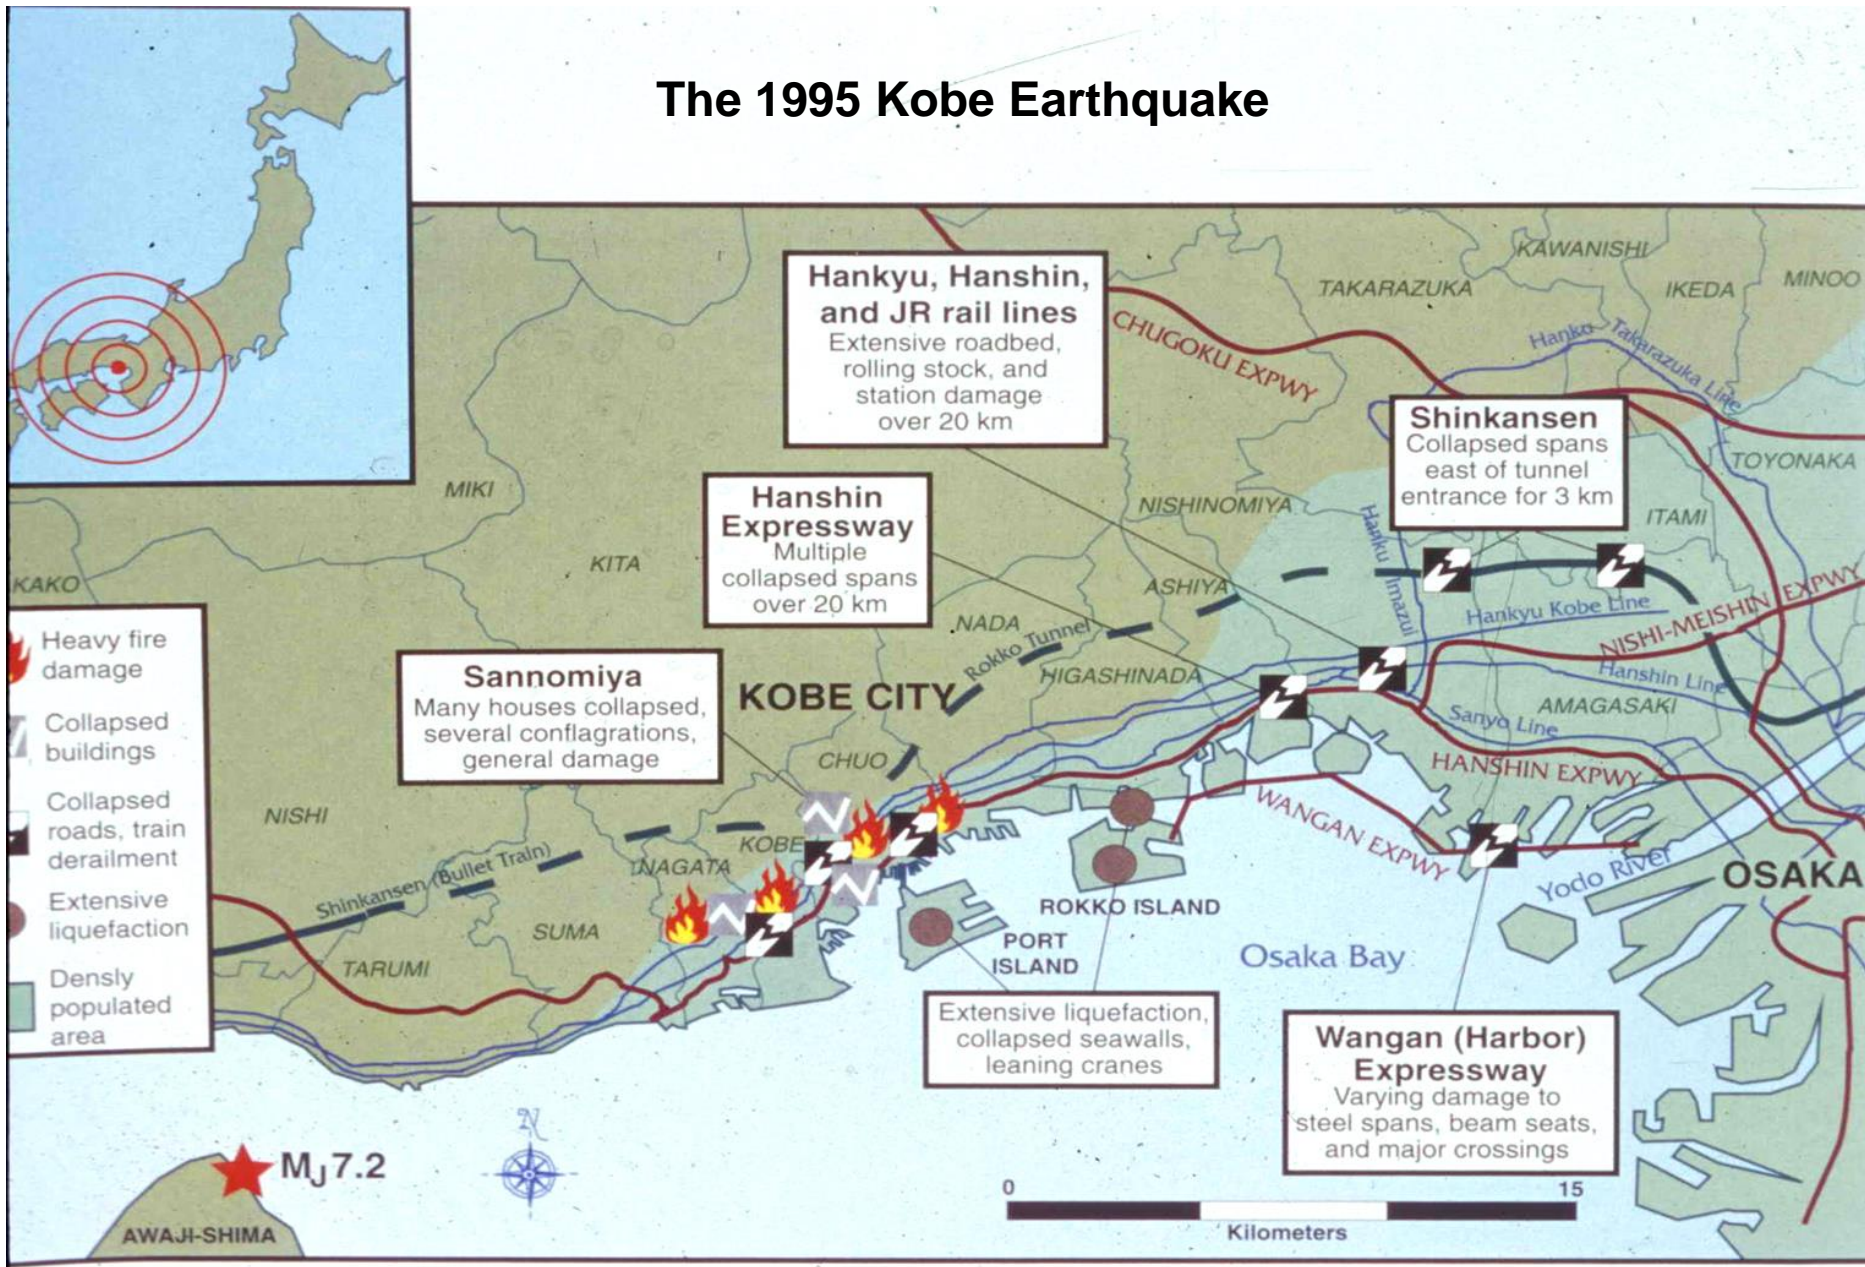 The 1995 Kobe Earthquake
Hankyu, Hanshin,
and JR rail lines
Extensive roadbed,
rolling stock, and
station damage
over 20 km
CHUGOKU EXPWY
TAKARAZUKA
KAWANISHI
IKEDA
MINOO
Hanko Takarazuka Line
Shinkansen
Collapsed spans
east of tunnel
entrance for 3 km
TOYONAKA
ITAMI
MIKI
Hanshin
Expressway
Multiple
collapsed spans
over 20 km
NISHINOMIYA
Hanku Imazui
KITA
KAKO
ASHIYA
NADA
Rokko Tunnel
HIGASHINADA
Hankyu Kobe Line
NISHI-MEISHIN EXPWY
Hanshin Line
AMAGASAKI
Sanyo Line
HANSHIN EXPWY
WANGAN EXPWY
Sannomiya
Many houses collapsed,
several conflagrations,
general damage
KOBE CITY
CHUO
KOBE
NAGATA
NISHI
Shinkansen (Bullet Train)
SUMA
TARUMI
Heavy fire
damage
Collapsed
buildings
Collapsed
roads, train
derailment
Extensive
liquefaction
Densly
populated
area
ROKKO ISLAND
PORT
ISLAND
Osaka Bay
Yodo River
OSAKA
Extensive liquefaction,
collapsed seawalls,
leaning cranes
Wangan (Harbor)
Expressway
Varying damage to
steel spans, beam seats,
and major crossings
N
MJ7.2
AWAJI-SHIMA
0 15
Kilometers